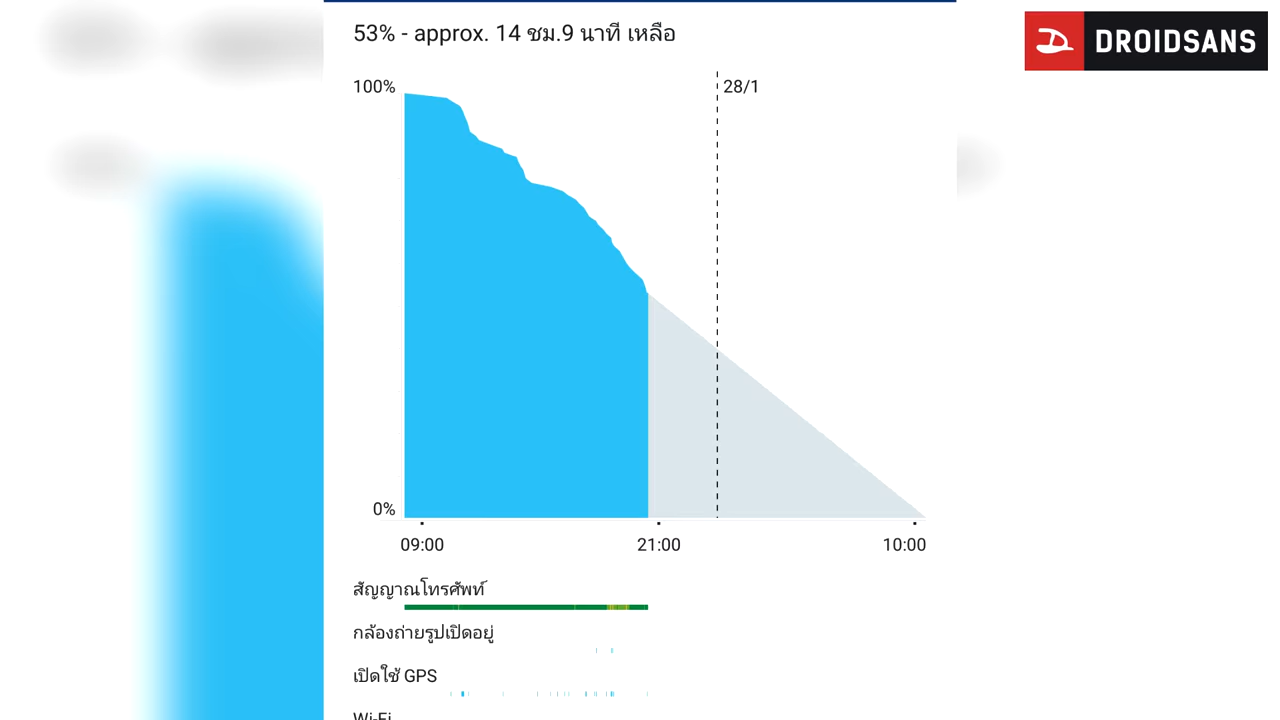 53% - approx. 14 ชม.9 นาที เหลือ
DROIDSANS
100%
28/1
0%
09:00
21:00
10:00
สัญญาณโทรศัพท์
กล้องถ่ายรูปเปิดอยู่
เปิดใช้ GPS
Wi-Fi